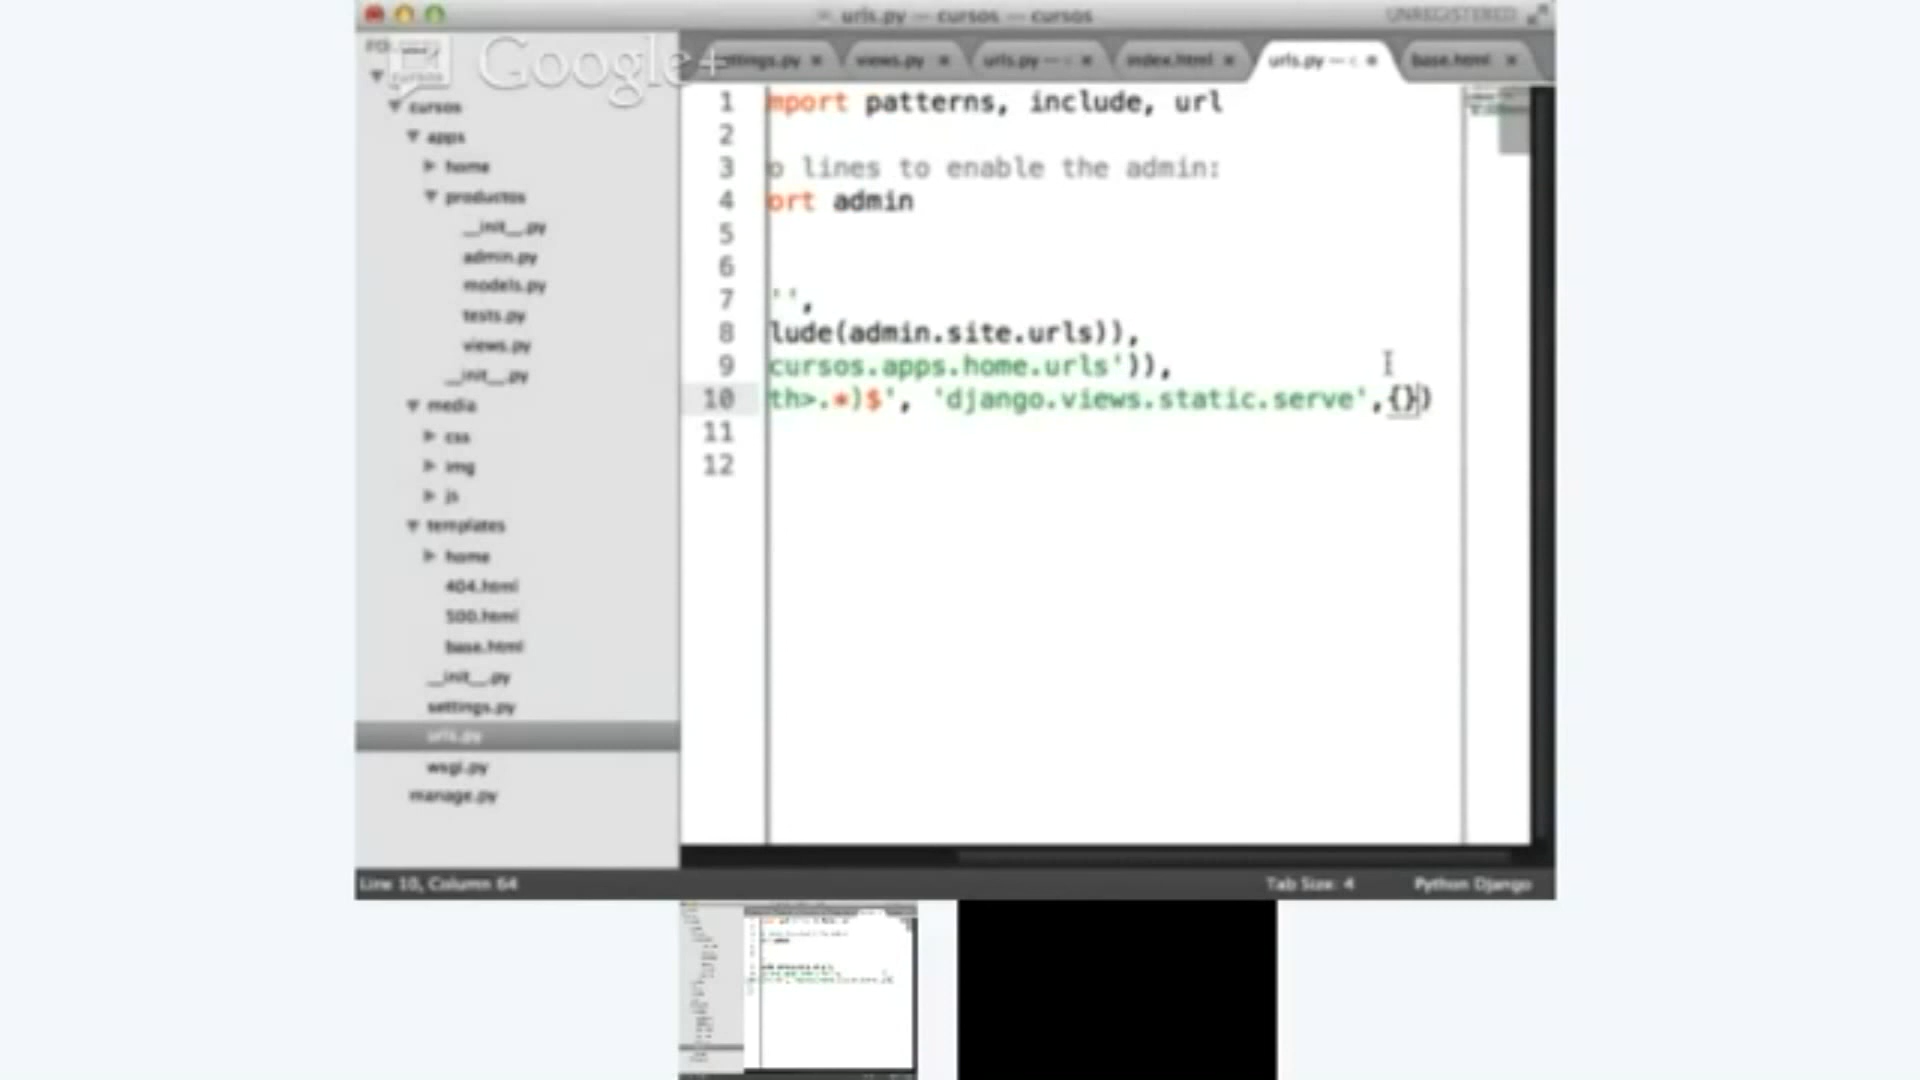 urls.py — cursos — cursos
UNREGISTERED
Google+
cursos
cursos
apps
home
productos
__init__.py
admin.py
models.py
tests.py
views.py
__init__.py
media
css
img
js
templates
home
404.html
500.html
base.html
__init__.py
settings.py
urls.py
wsgi.py
manage.py
ttings.py ×
views.py ×
urls.py — ×
index.html ×
urls.py — c
base.html ×
1 mport patterns, include, url
2
3 o lines to enable the admin:
4 ort admin
5
6
7 '',
8 lude(admin.site.urls)),
9 cursos.apps.home.urls')),
10 th>.*)$', 'django.views.static.serve',{})
11
12
Line 10, Column 64
Tab Size: 4
Python Django